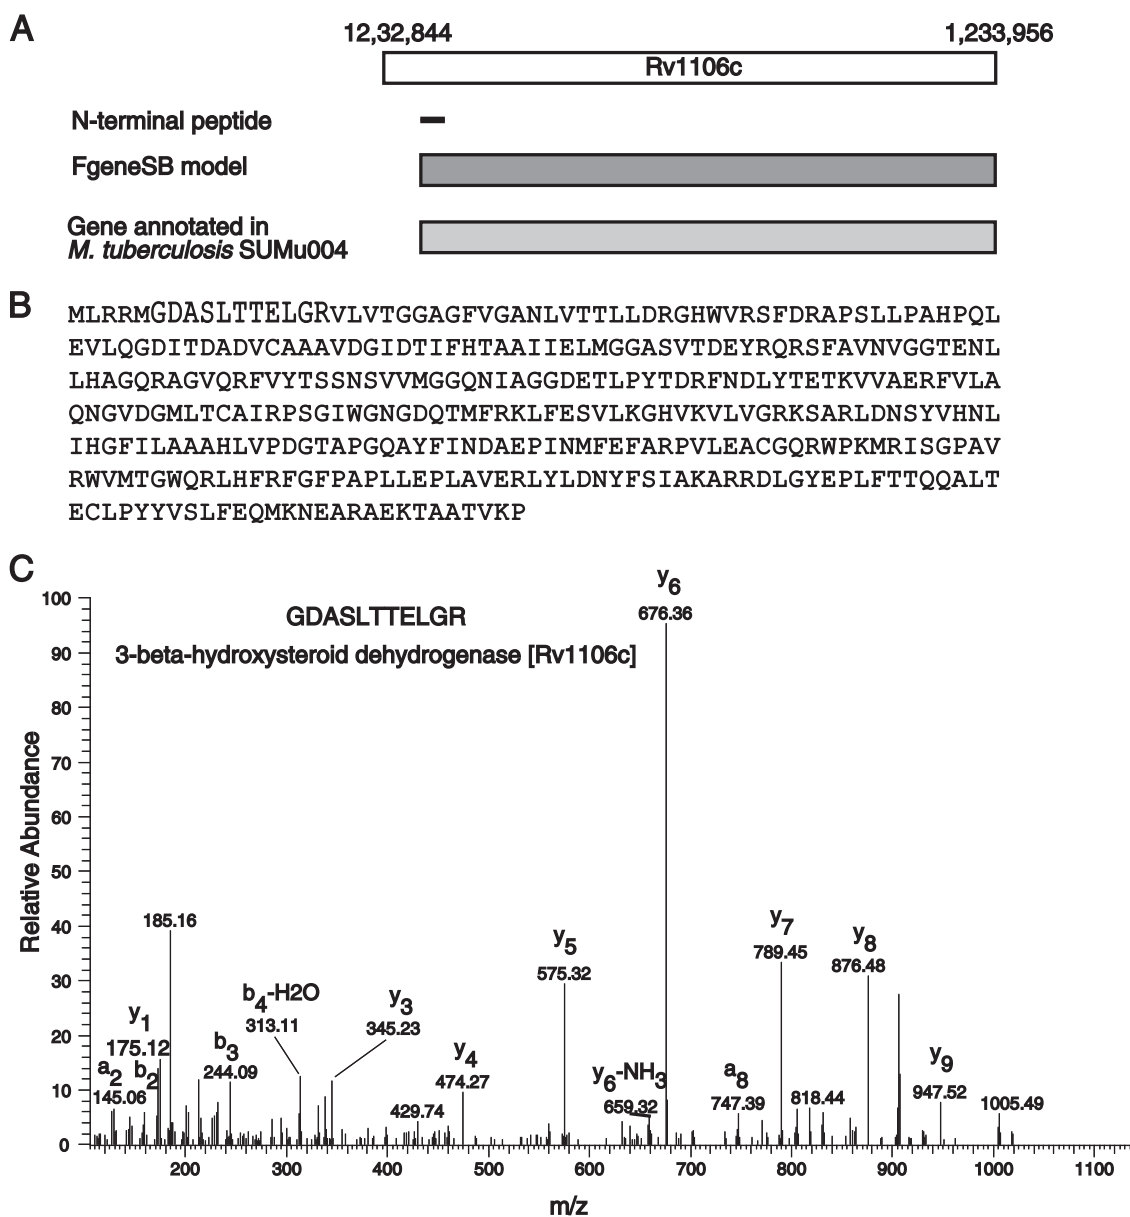 A
12,32,844 1,233,956
Rv1106c
N-terminal peptide
FgeneSB model
Gene annotated in
M. tuberculosis SUMu004
B
MLRRMGDASLTTELGRVLVTGGAGFVGANLVTTLLDRGHWVRSFDRAPSLLPAHPQL
EVLQGDITDADVCAAAVDGIDTIFHTAAIIELMGGASVTDEYRQRSFAVNVGGTENL
LHAGQRAGVQRFVYTSSNSVVMGGQNIAGGDETLPYTDRFNDLYTETKVVAERFVLA
QNGVDGMLTCAIRPSGIWGNGDQTMFRKLFESVLKGHVKVLVGRKSARLDNSYVHNL
IHGFILAAAHLVPDGTAPGQAYFINDAEPINMFEFARPVLEACGQRWPKMRISGPAV
RWVMTGWQRLHFRFGFPAPLLEPLAVERLYLDNYFSIAKARRDLGYEPLFTTQQALT
ECLPYYVSLFEQMKNEARAEKTAATVKP
C
GDASLTTELGR
3-beta-hydroxysteroid dehydrogenase [Rv1106c]
Relative Abundance
100
90
80
70
60
50
40
30
20
10
0
a2
145.06
b2
y1
175.12
185.16
b3
244.09
b4-H2O
313.11
y3
345.23
429.74
y4
474.27
y5
575.32
y6-NH3
659.32
y6
676.36
a8
747.39
y7
789.45
818.44
y8
876.48
y9
947.52
1005.49
200 300 400 500 600 700 800 900 1000 1100
m/z